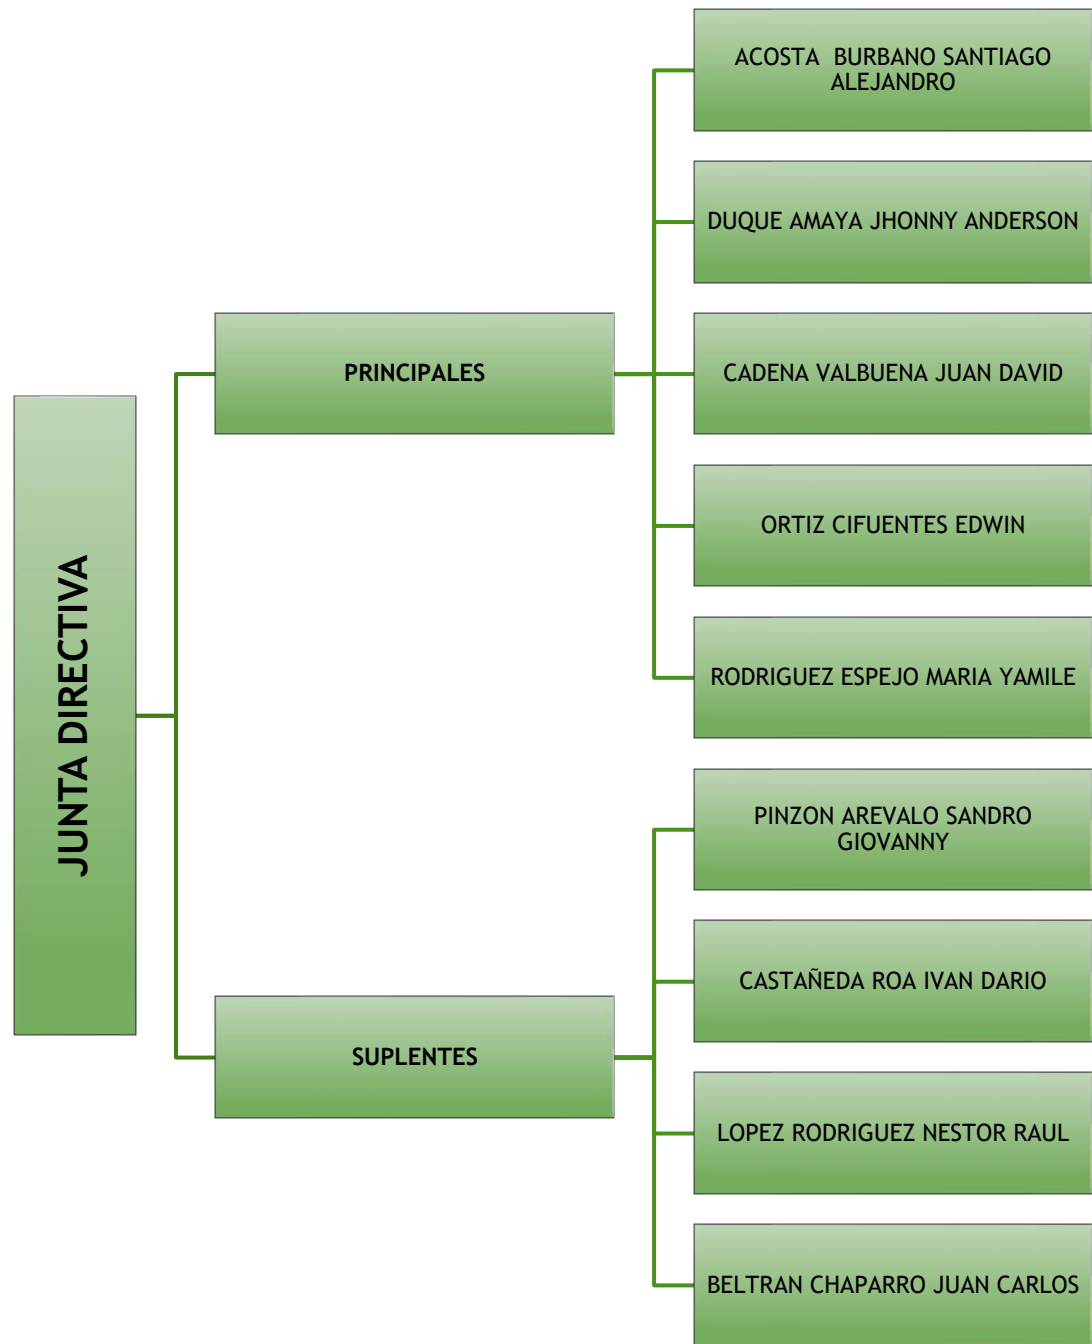 JUNTA DIRECTIVA
PRINCIPALES
ACOSTA BURBANO SANTIAGO
ALEJANDRO
DUQUE AMAYA JHONNY ANDERSON
CADENA VALBUENA JUAN DAVID
ORTIZ CIFUENTES EDWIN
RODRIGUEZ ESPEJO MARIA YAMILE
SUPLENTES
PINZON AREVALO SANDRO
GIOVANNY
CASTAÑEDA ROA IVAN DARIO
LOPEZ RODRIGUEZ NESTOR RAUL
BELTRAN CHAPARRO JUAN CARLOS